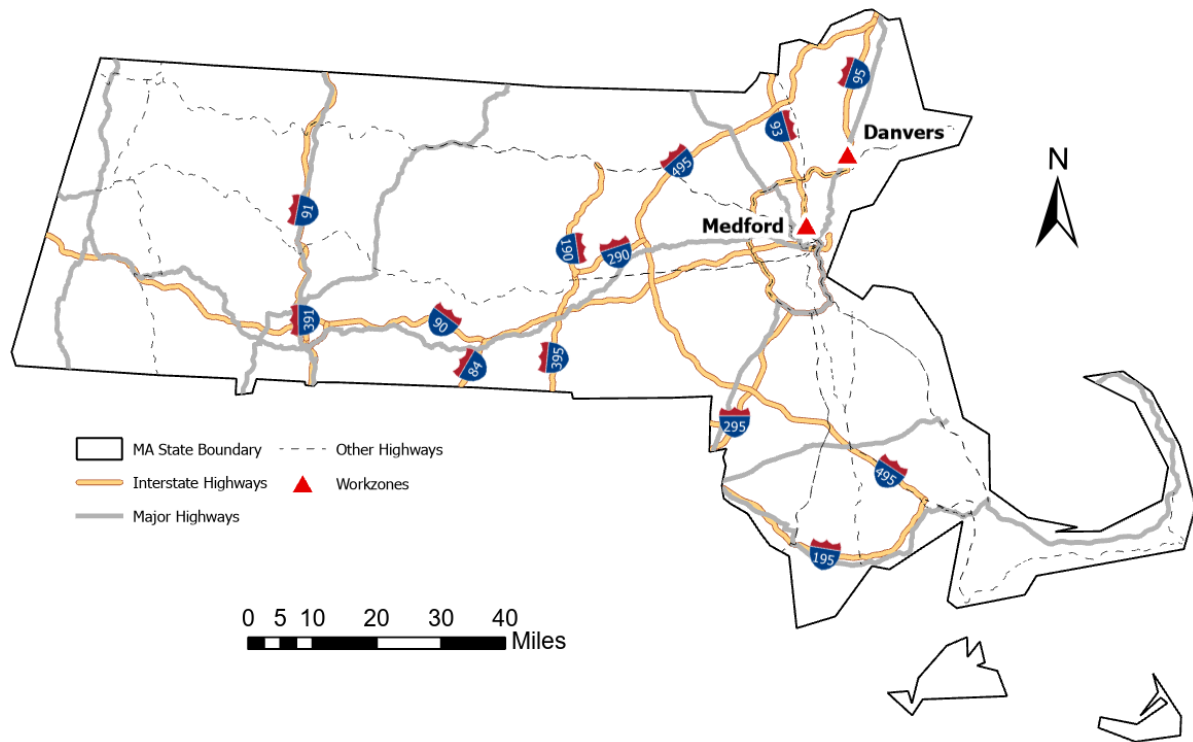 95
93
Danvers
N
495
Medford
91
190
290
391
90
395
84
295
MA State Boundary
Other Highways
Interstate Highways
Workzones
Major Highways
495
195
0 5 10 20 30 40
Miles